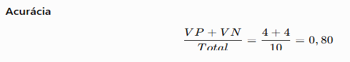 Acurácia
VP + VN / Total = 4 + 4 / 10 = 0, 80